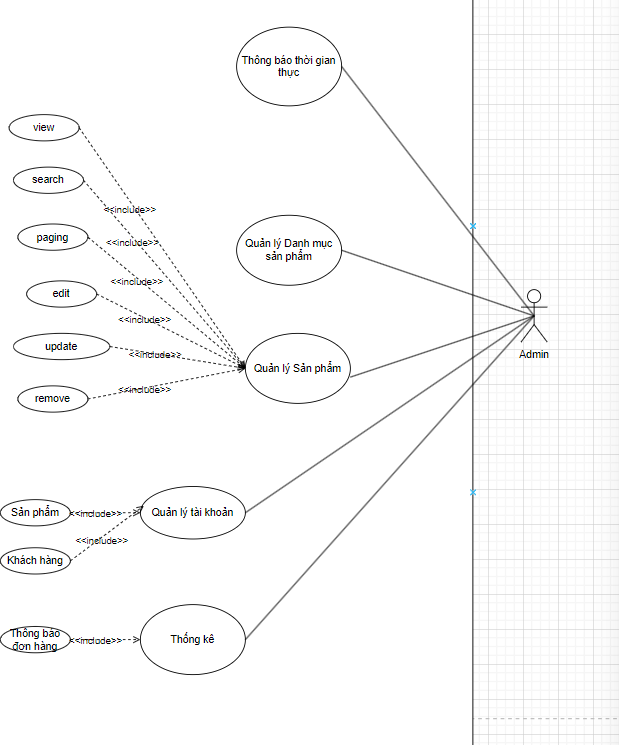 Thông báo thời gian
thực
view
search
<<include>>
paging
<<include>>
Quản lý Danh mục
sản phẩm
<<include>>
edit
<<include>>
update
<<include>>
Quản lý Sản phẩm
Admin
remove
<<include>>
Sản phẩm
<<include>>
Quản lý tài khoản
<<include>>
Khách hàng
Thông báo
đơn hàng
<<include>>
Thống kê